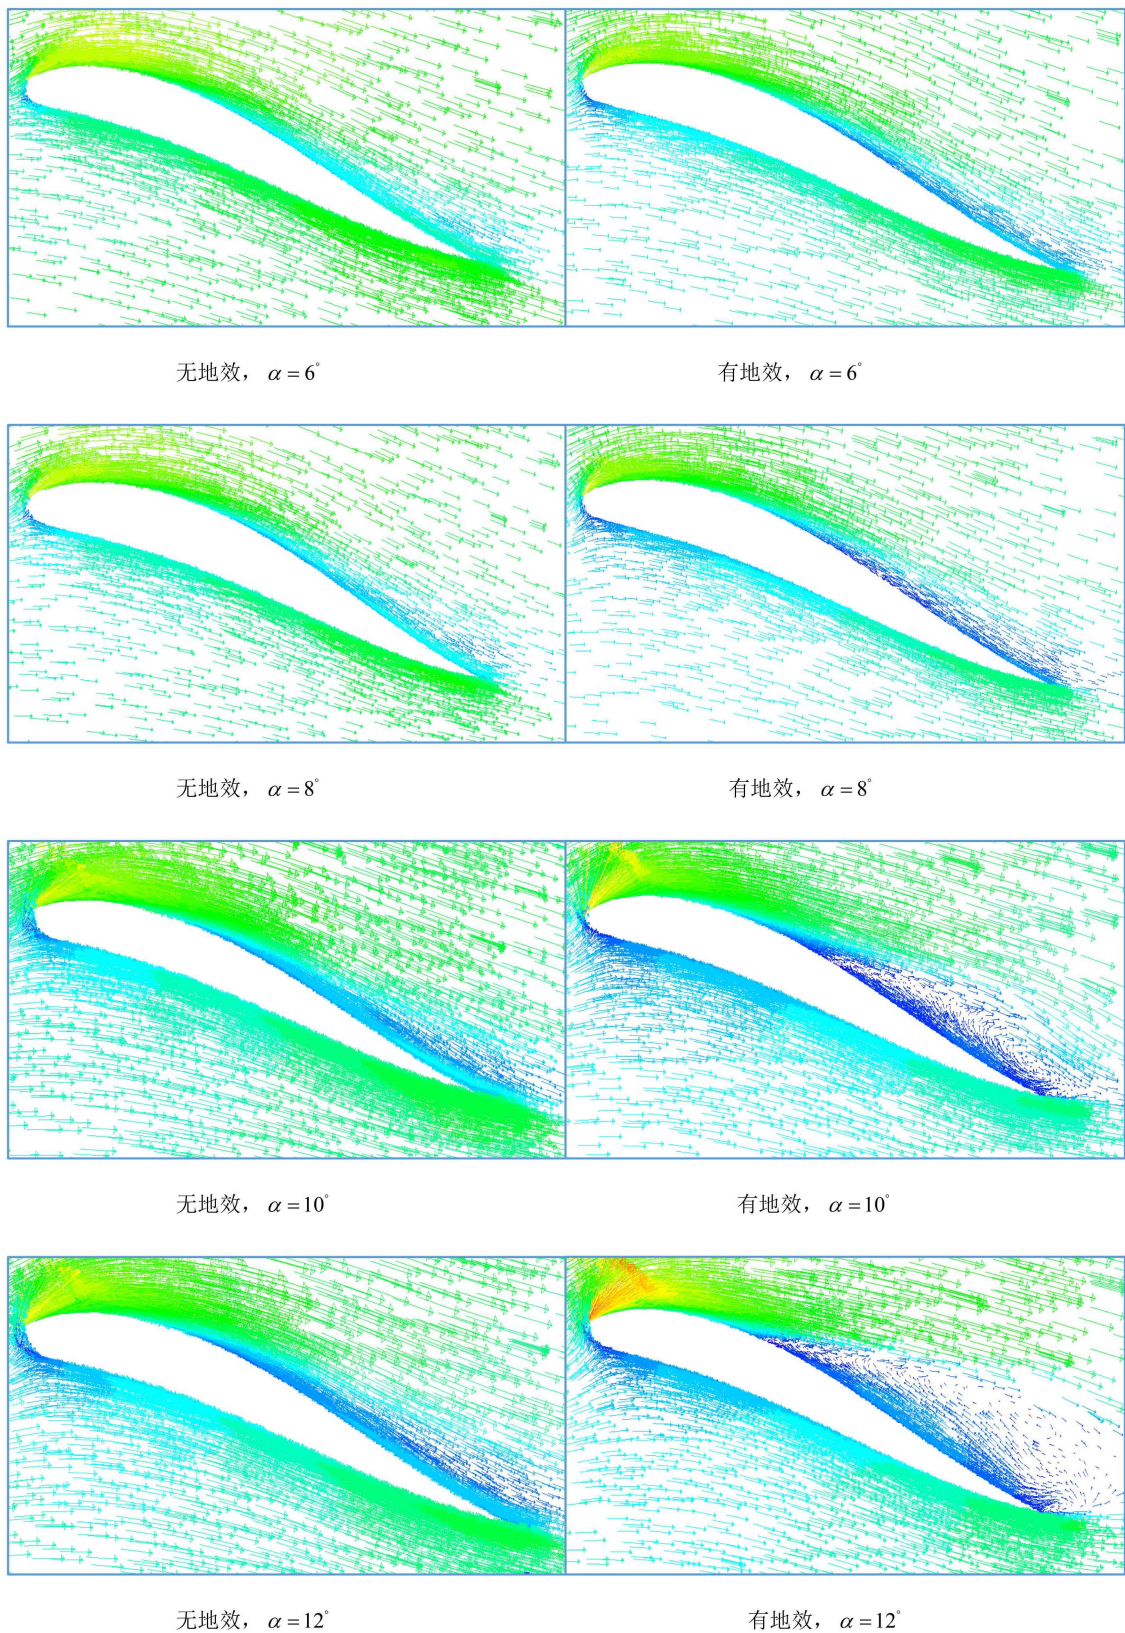 无地效， α = 6°
有地效， α = 6°
无地效， α = 8°
有地效， α = 8°
无地效， α = 10°
有地效， α = 10°
无地效， α = 12°
有地效， α = 12°